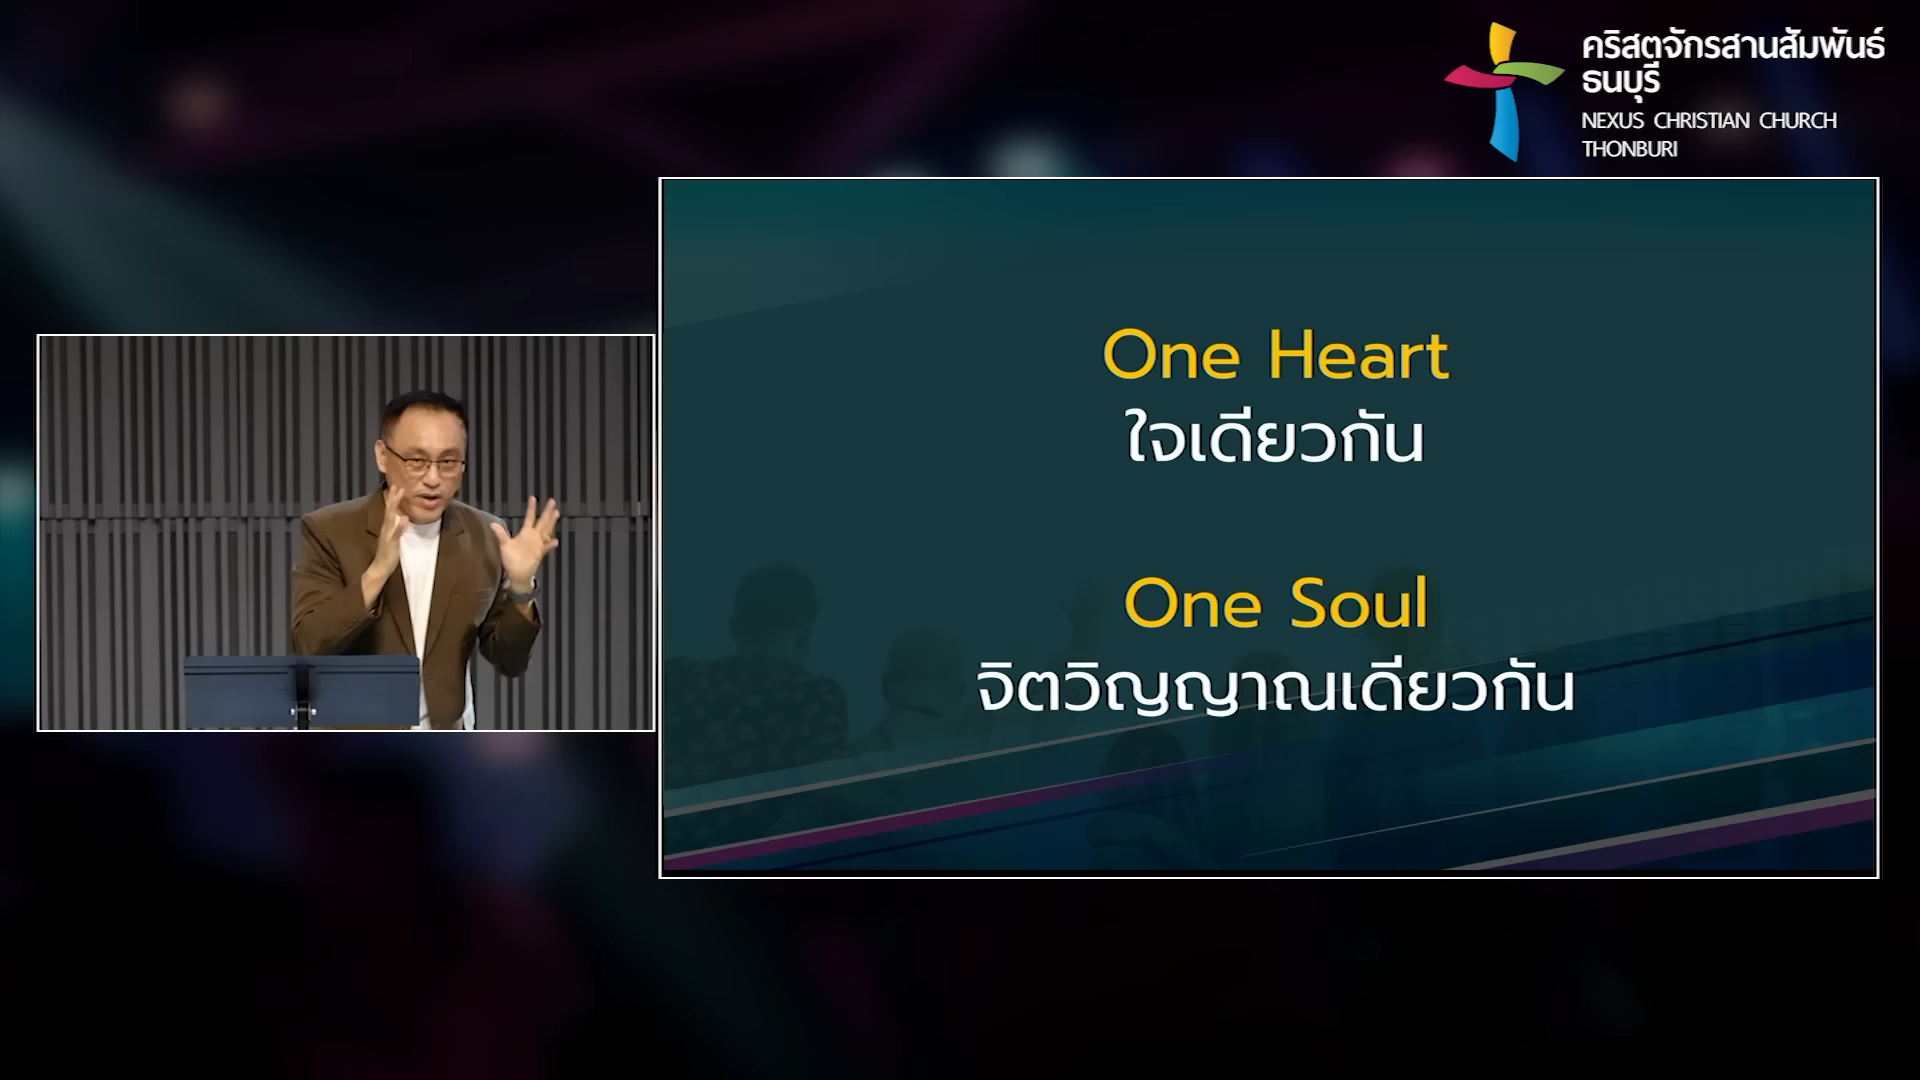 คริสตจักรสานสัมพันธ์
ธนบุรี
NEXUS CHRISTIAN CHURCH
THONBURI
One Heart
ใจเดียวกัน
One Soul
จิตวิญญาณเดียวกัน